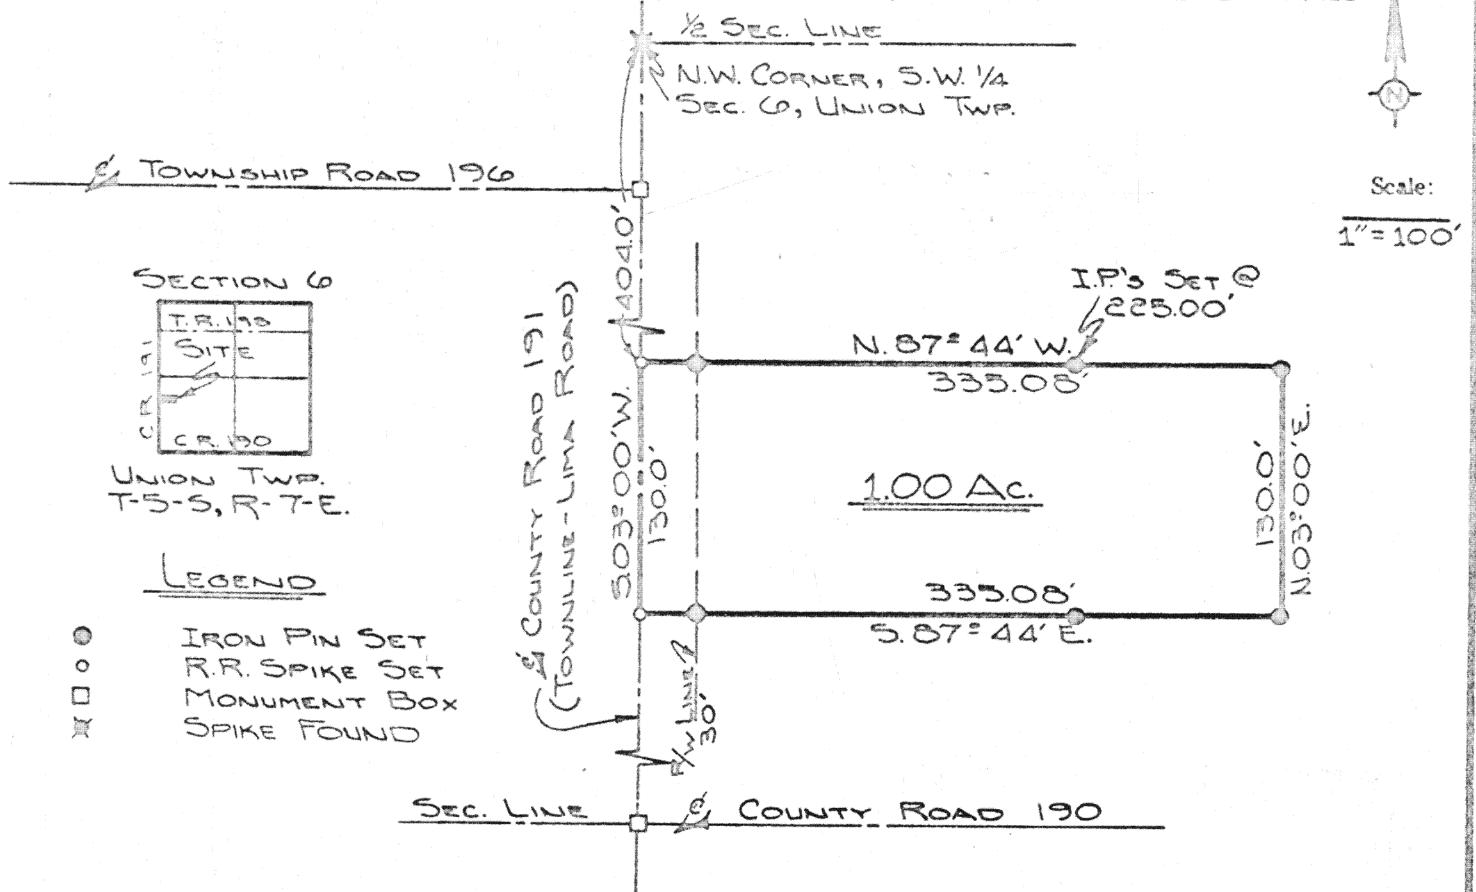 ½ SEC. LINE
N.W. CORNER, S.W. ¼
SEC. 6, UNION TWP.
N
℄ TOWNSHIP ROAD 196
Scale:
1"=100'
404.0'
SECTION 6
T.R. 195
SITE
C.R. 191
C.R. 190
UNION TWP.
T-5-S, R-7-E.
℄ COUNTY ROAD 191
(TOWNLINE-LIMA ROAD)
I.P.'s SET @
225.00'
N. 87° 44' W.
335.08'
S.03°00'W.
130.0'
1.00 AC.
130.0'
N.03°00'E.
335.08'
S. 87° 44' E.
LEGEND
IRON PIN SET
R.R. SPIKE SET
MONUMENT BOX
SPIKE FOUND
R/W LINE
30'
SEC. LINE
℄ COUNTY ROAD 190